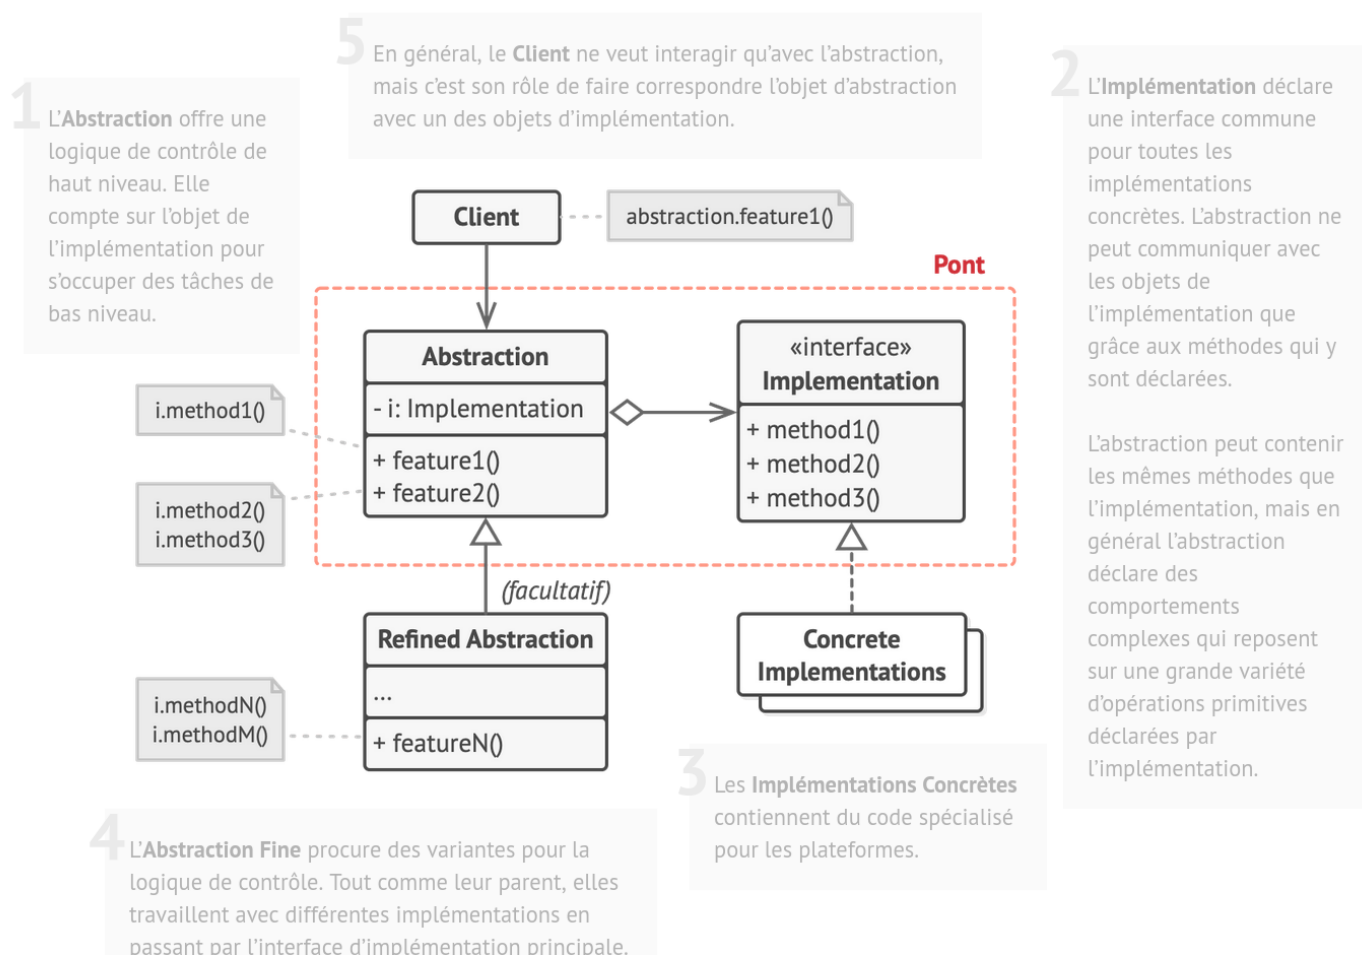 5
En général, le Client ne veut interagir qu'avec l'abstraction,
mais c'est son rôle de faire correspondre l'objet d'abstraction
avec un des objets d'implémentation.
1
L'Abstraction offre une
logique de contrôle de
haut niveau. Elle
compte sur l'objet de
l'implémentation pour
s'occuper des tâches de
bas niveau.
2
L'Implémentation déclare
une interface commune
pour toutes les
implémentations
concrètes. L'abstraction ne
peut communiquer avec
les objets de
l'implémentation que
grâce aux méthodes qui y
sont déclarées.
L'abstraction peut contenir
les mêmes méthodes que
l'implémentation, mais en
général l'abstraction
déclare des
comportements
complexes qui reposent
sur une grande variété
d'opérations primitives
déclarées par
l'implémentation.
Client
abstraction.feature1()
Pont
Abstraction
- i: Implementation
+ feature1()
+ feature2()
«interface»
Implementation
+ method1()
+ method2()
+ method3()
i.method1()
i.method2()
i.method3()
(facultatif)
Refined Abstraction
...
+ featureN()
i.methodN()
i.methodM()
Concrete
Implementations
3
Les Implémentations Concrètes
contiennent du code spécialisé
pour les plateformes.
4
L'Abstraction Fine procure des variantes pour la
logique de contrôle. Tout comme leur parent, elles
travaillent avec différentes implémentations en
passant par l'interface d'implémentation principale.